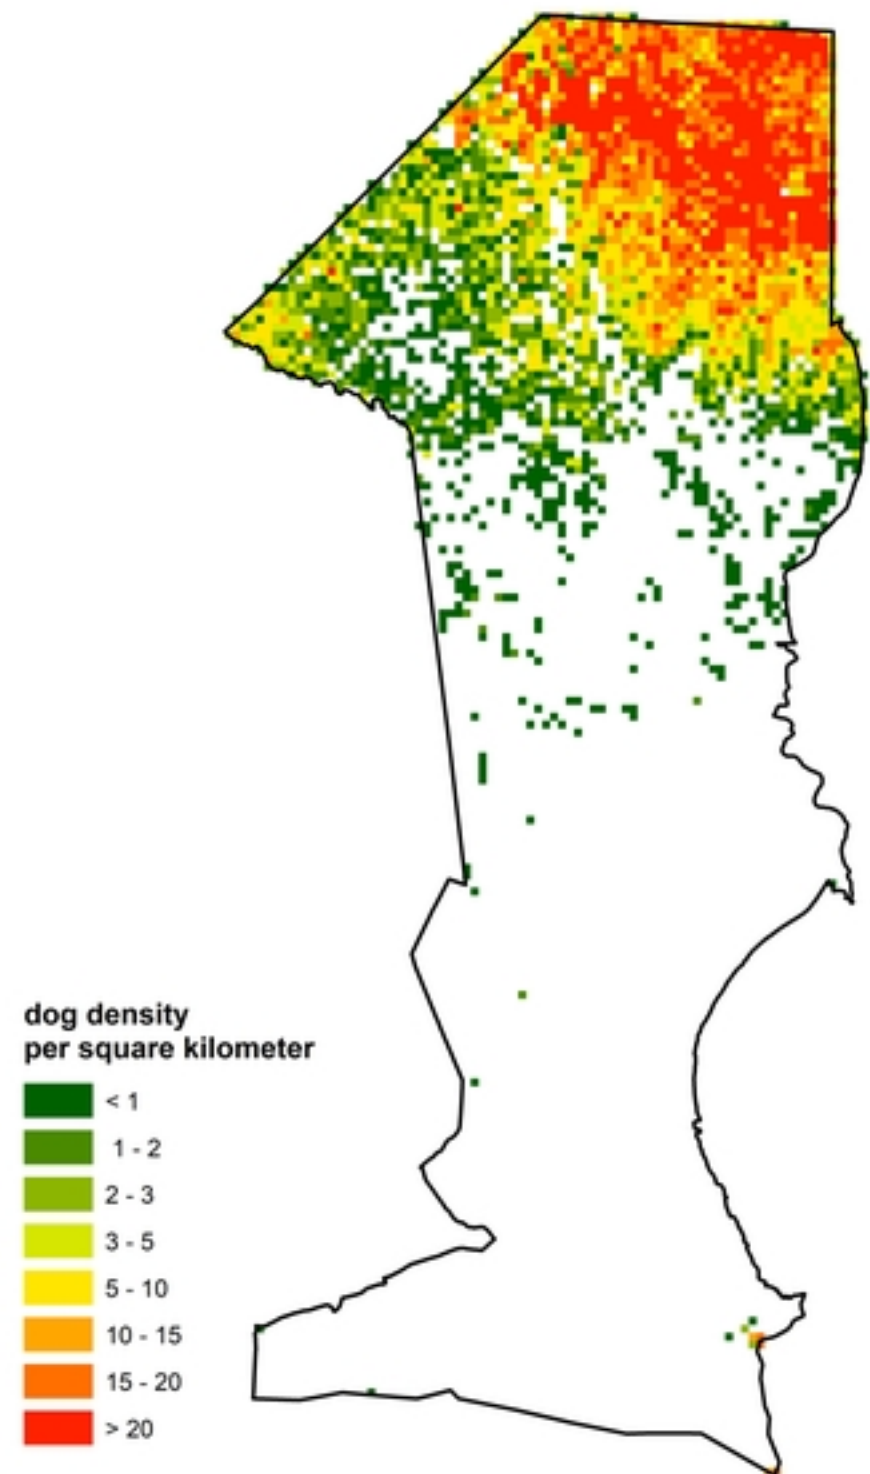 dog density
per square kilometer
< 1
1 - 2
2 - 3
3 - 5
5 - 10
10 - 15
15 - 20
> 20